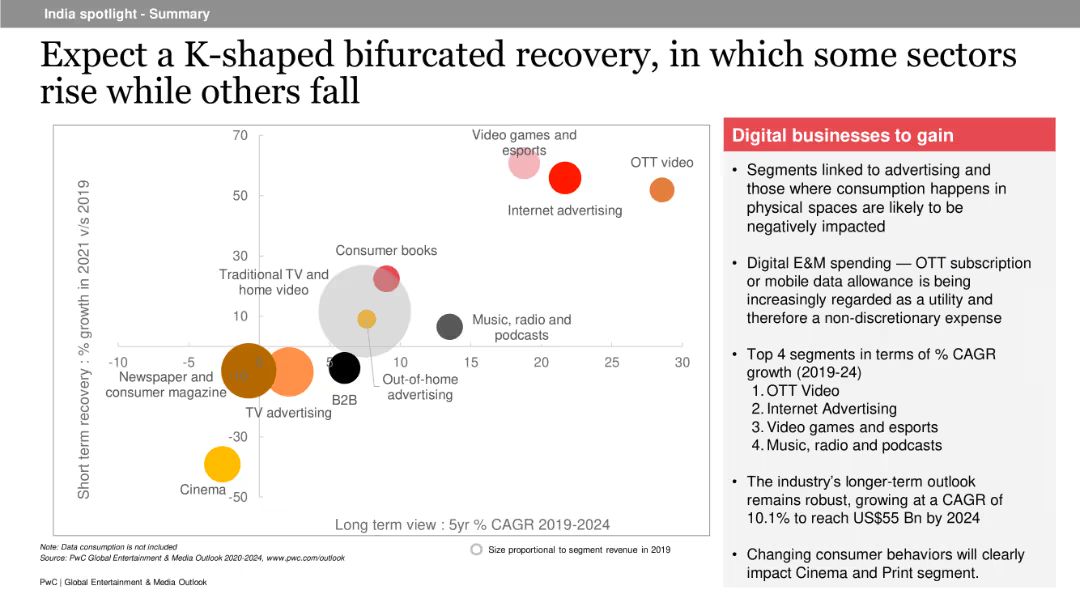 India spotlight - Summary
Expect a K-shaped bifurcated recovery, in which some sectors
rise while others fall
Short term recovery : % growth in 2021 v/s 2019
70
50
30
10
-30
-50
-10
-5
0
5
10
15
20
25
30
Video games and
esports
OTT video
Internet advertising
Consumer books
Traditional TV and
home video
Music, radio and
podcasts
Newspaper and
consumer magazine
TV advertising
B2B
Out-of-home
advertising
Cinema
Long term view : 5yr % CAGR 2019-2024
Digital businesses to gain
• Segments linked to advertising and
those where consumption happens in
physical spaces are likely to be
negatively impacted
• Digital E&M spending — OTT subscription
or mobile data allowance is being
increasingly regarded as a utility and
therefore a non-discretionary expense
• Top 4 segments in terms of % CAGR
growth (2019-24)
1. OTT Video
2. Internet Advertising
3. Video games and esports
4. Music, radio and podcasts
• The industry's longer-term outlook
remains robust, growing at a CAGR of
10.1% to reach US$55 Bn by 2024
• Changing consumer behaviors will clearly
impact Cinema and Print segment.
Note: Data consumption is not included
Source: PwC Global Entertainment & Media Outlook 2020-2024, www.pwc.com/outlook
Size proportional to segment revenue in 2019
PwC | Global Entertainment & Media Outlook